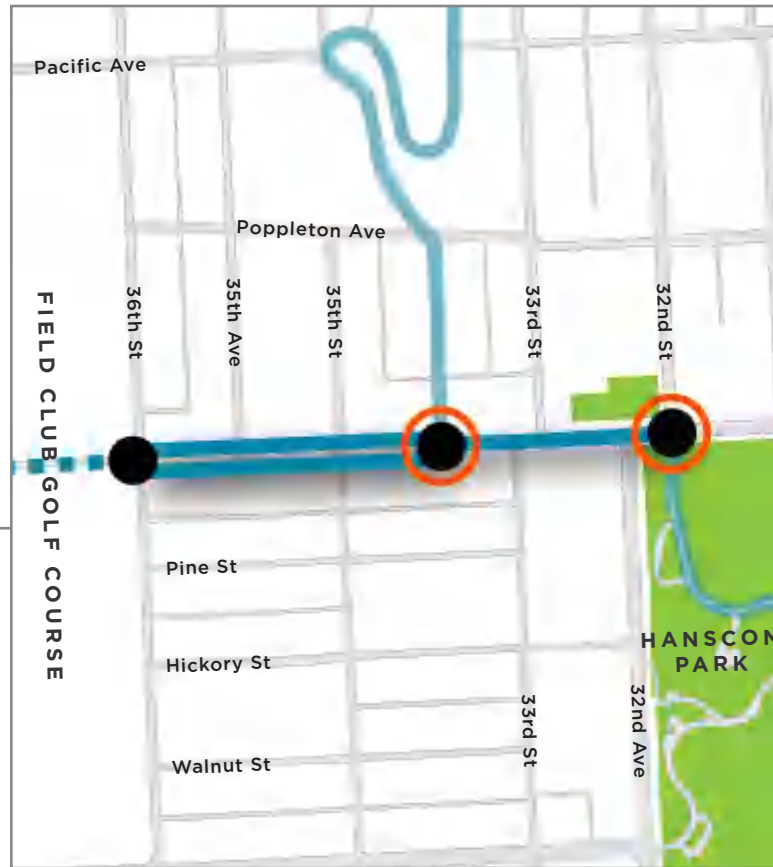 Pacific Ave
Poppleton Ave
36th St
35th Ave
35th St
33rd St
32nd St
FIELD CLUB GOLF COURSE
Pine St
HANSCOM
PARK
Hickory St
33rd St
32nd Ave
Walnut St